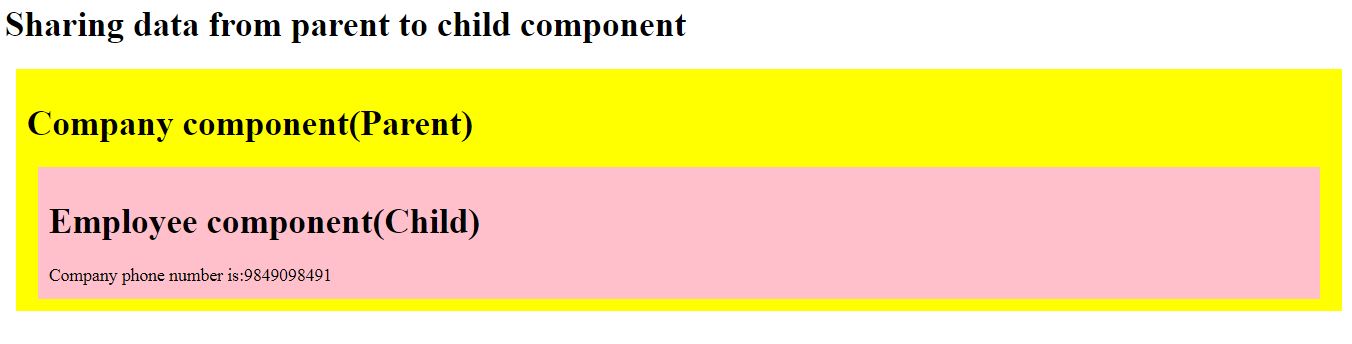 Sharing data from parent to child component
Company component(Parent)
Employee component(Child)
Company phone number is:9849098491